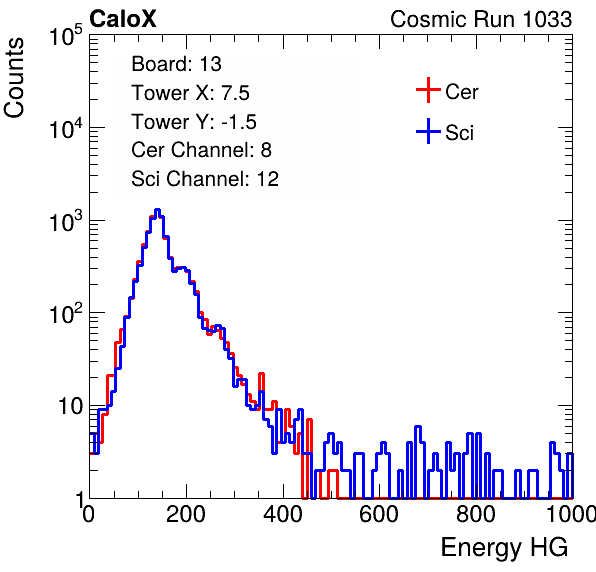 CaloX Cosmic Run 1033
Counts
Board: 13
Tower X: 7.5
Tower Y: -1.5
Cer Channel: 8
Sci Channel: 12
Cer
Sci
10^5
10^4
10^3
10^2
10
1
0 200 400 600 800 1000
Energy HG